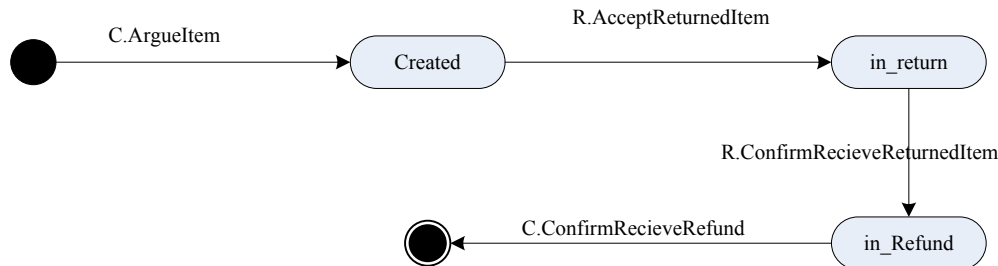 C.ArgueItem
R.AcceptReturnedItem
Created
in_return
R.ConfirmRecieveReturnedItem
C.ConfirmRecieveRefund
in_Refund